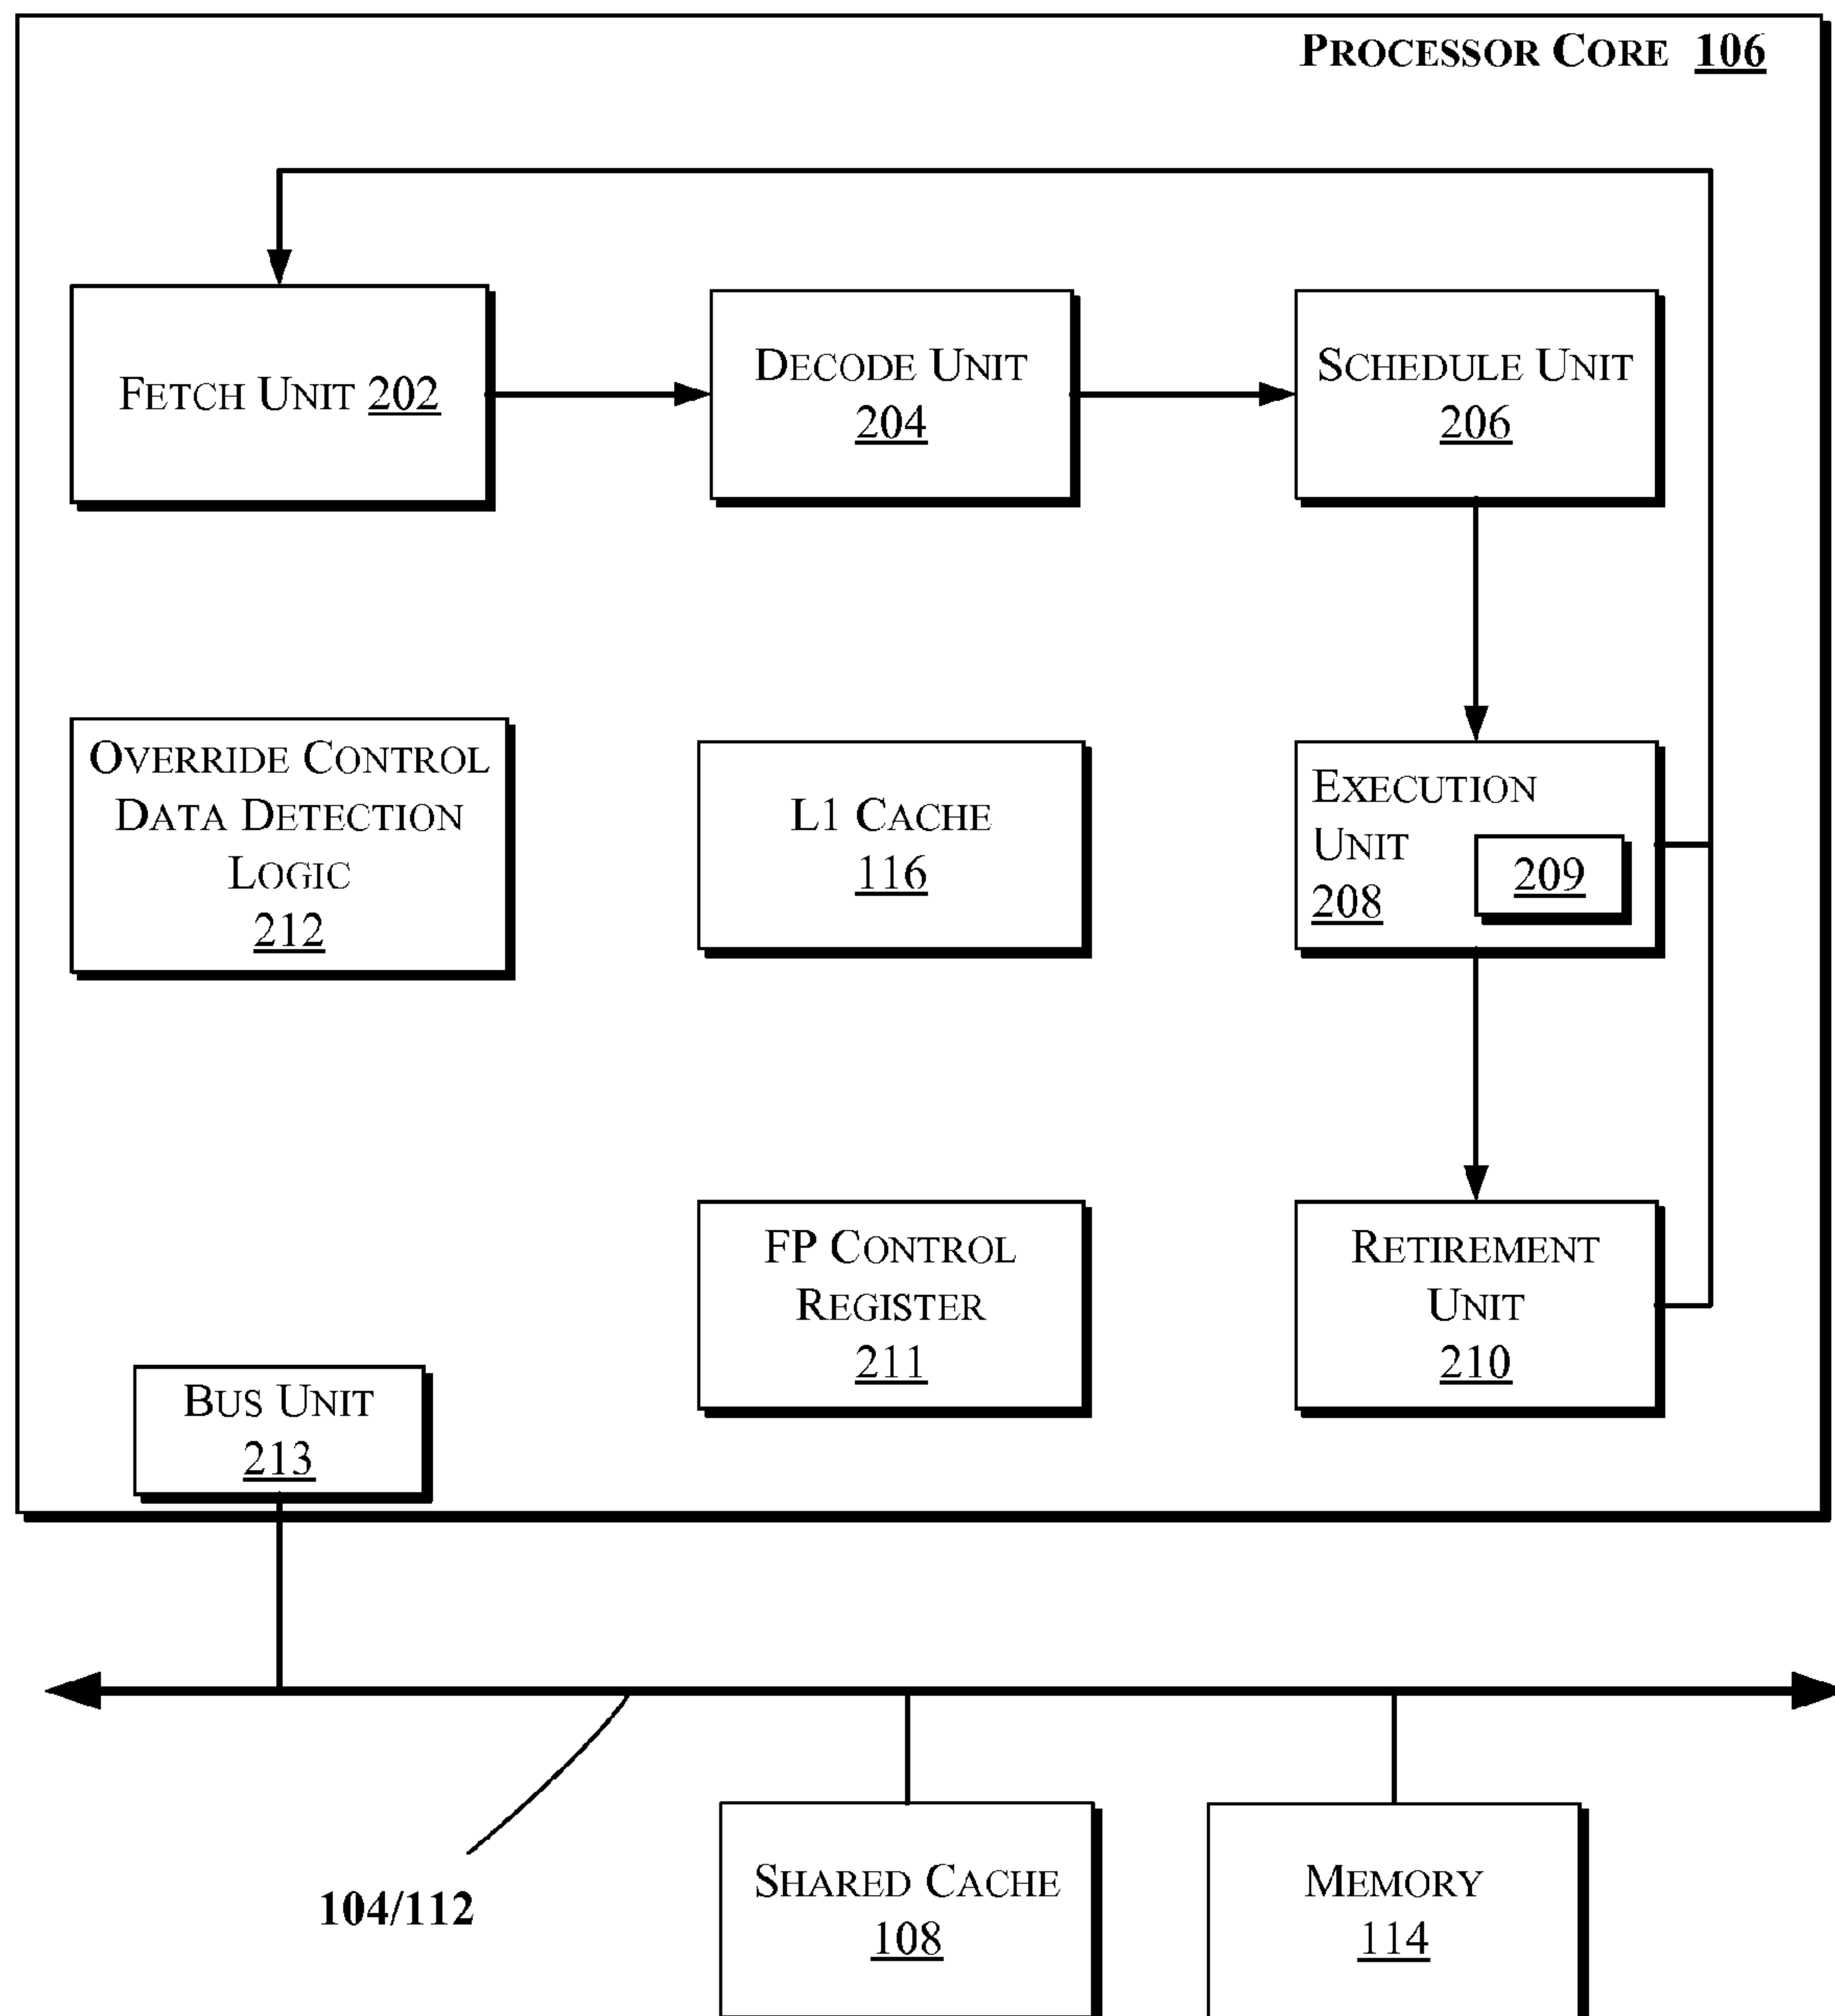 PROCESSOR CORE 106
FETCH UNIT 202
DECODE UNIT
204
SCHEDULE UNIT
206
OVERRIDE CONTROL
DATA DETECTION
LOGIC
212
L1 CACHE
116
EXECUTION
UNIT
208
209
FP CONTROL
REGISTER
211
RETIREMENT
UNIT
210
BUS UNIT
213
104/112
SHARED CACHE
108
MEMORY
114